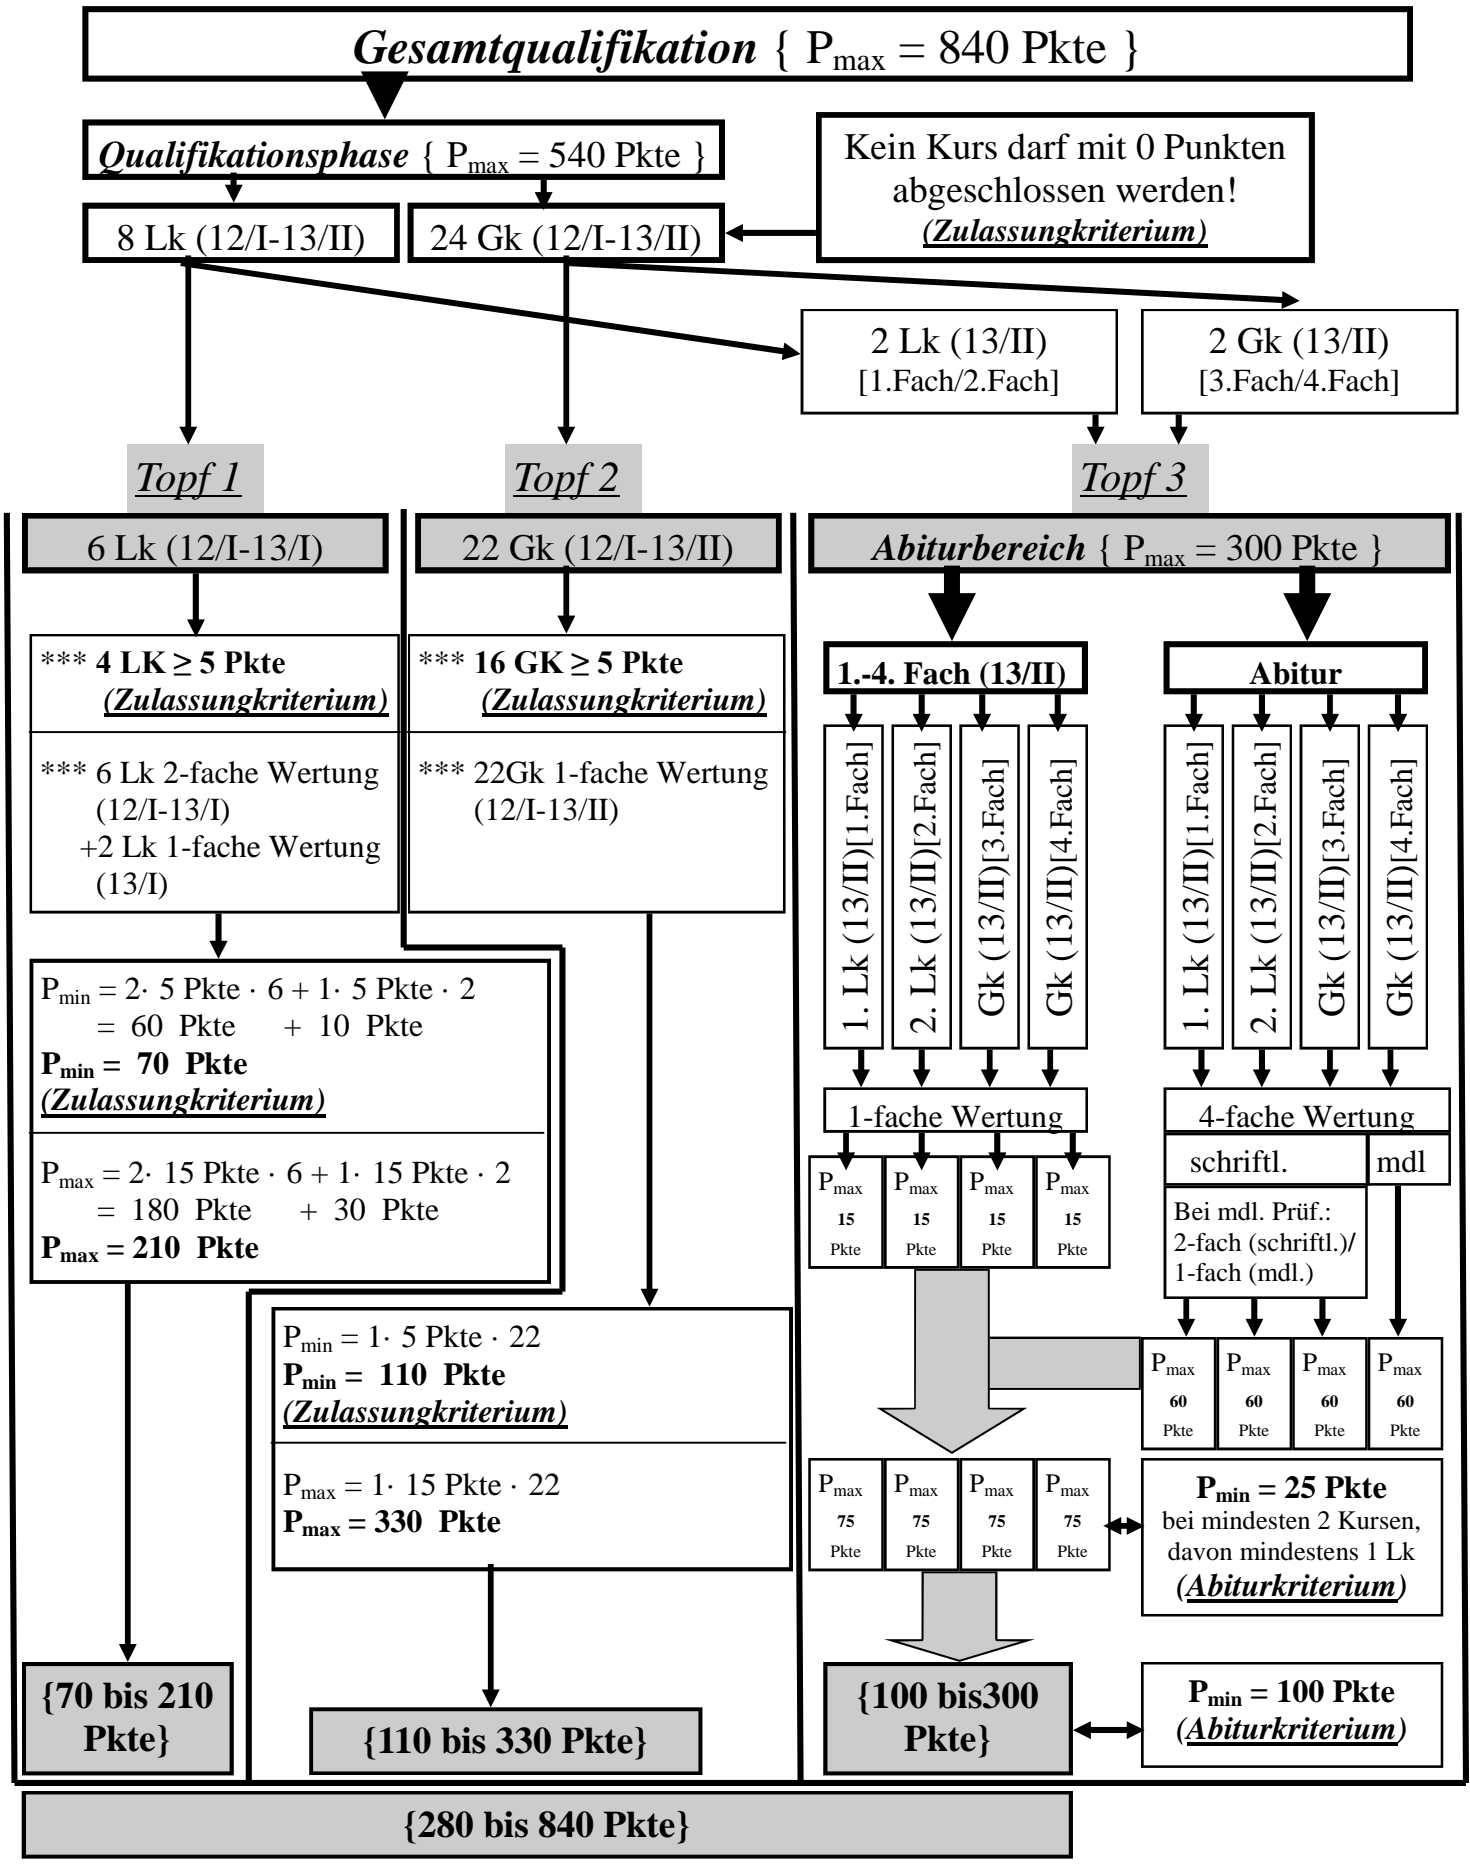 Gesamtqualifikation { Pmax = 840 Pkte }
Qualifikationsphase { Pmax = 540 Pkte }
Kein Kurs darf mit 0 Punkten
abgeschlossen werden!
(Zulassungkriterium)
8 Lk (12/I-13/II)
24 Gk (12/I-13/II)
2 Lk (13/II)
[1.Fach/2.Fach]
2 Gk (13/II)
[3.Fach/4.Fach]
Topf 1
Topf 2
Topf 3
6 Lk (12/I-13/I)
22 Gk (12/I-13/II)
Abiturbereich { Pmax = 300 Pkte }
*** 4 LK ≥ 5 Pkte
(Zulassungkriterium)
*** 6 Lk 2-fache Wertung
(12/I-13/I)
+2 Lk 1-fache Wertung
(13/I)
*** 16 GK ≥ 5 Pkte
(Zulassungkriterium)
*** 22Gk 1-fache Wertung
(12/I-13/II)
Pmin = 2· 5 Pkte · 6 + 1· 5 Pkte · 2
= 60 Pkte + 10 Pkte
Pmin = 70 Pkte
(Zulassungkriterium)
Pmax = 2· 15 Pkte · 6 + 1· 15 Pkte · 2
= 180 Pkte + 30 Pkte
Pmax = 210 Pkte
Pmin = 1· 5 Pkte · 22
Pmin = 110 Pkte
(Zulassungkriterium)
Pmax = 1· 15 Pkte · 22
Pmax = 330 Pkte
1.-4. Fach (13/II)
1. Lk (13/II)[1.Fach]
2. Lk (13/II)[2.Fach]
Gk (13/II)[3.Fach]
Gk (13/II)[4.Fach]
1-fache Wertung
Pmax
15
Pkte
Pmax
15
Pkte
Pmax
15
Pkte
Pmax
15
Pkte
Abitur
1. Lk (13/II)[1.Fach]
2. Lk (13/II)[2.Fach]
Gk (13/II)[3.Fach]
Gk (13/II)[4.Fach]
4-fache Wertung
schriftl.
mdl
Bei mdl. Prüf.:
2-fach (schriftl.)/
1-fach (mdl.)
Pmax
60
Pkte
Pmax
60
Pkte
Pmax
60
Pkte
Pmax
60
Pkte
Pmax
75
Pkte
Pmax
75
Pkte
Pmax
75
Pkte
Pmax
75
Pkte
Pmin = 25 Pkte
bei mindesten 2 Kursen,
davon mindestens 1 Lk
(Abiturkriterium)
{70 bis 210
Pkte}
{110 bis 330 Pkte}
{100 bis300
Pkte}
Pmin = 100 Pkte
(Abiturkriterium)
{280 bis 840 Pkte}